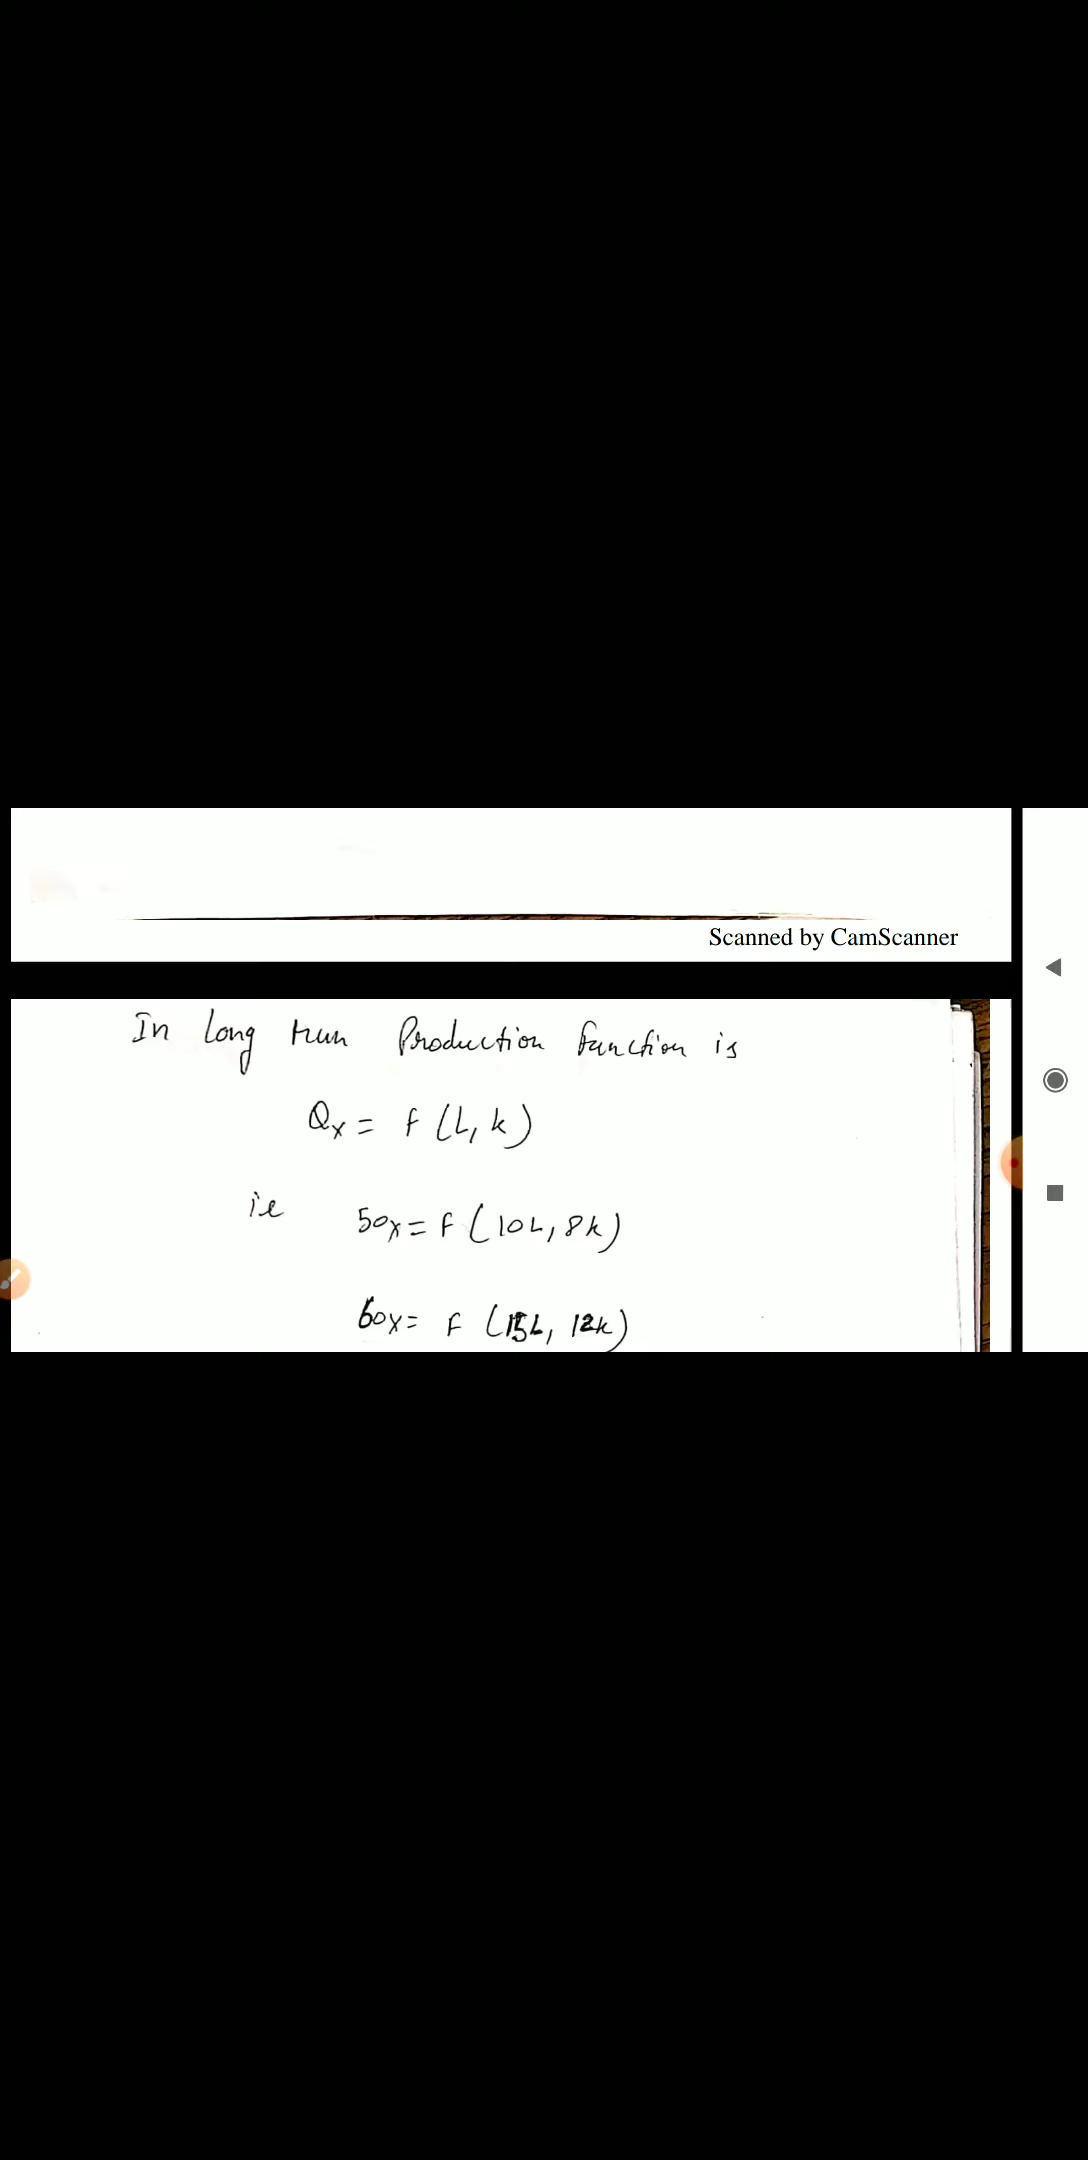 Scanned by CamScanner
In Long run Production function is
Qx = f (L, k)
ie 50x = f (10L, 8k)
60x = f (15L, 12k)